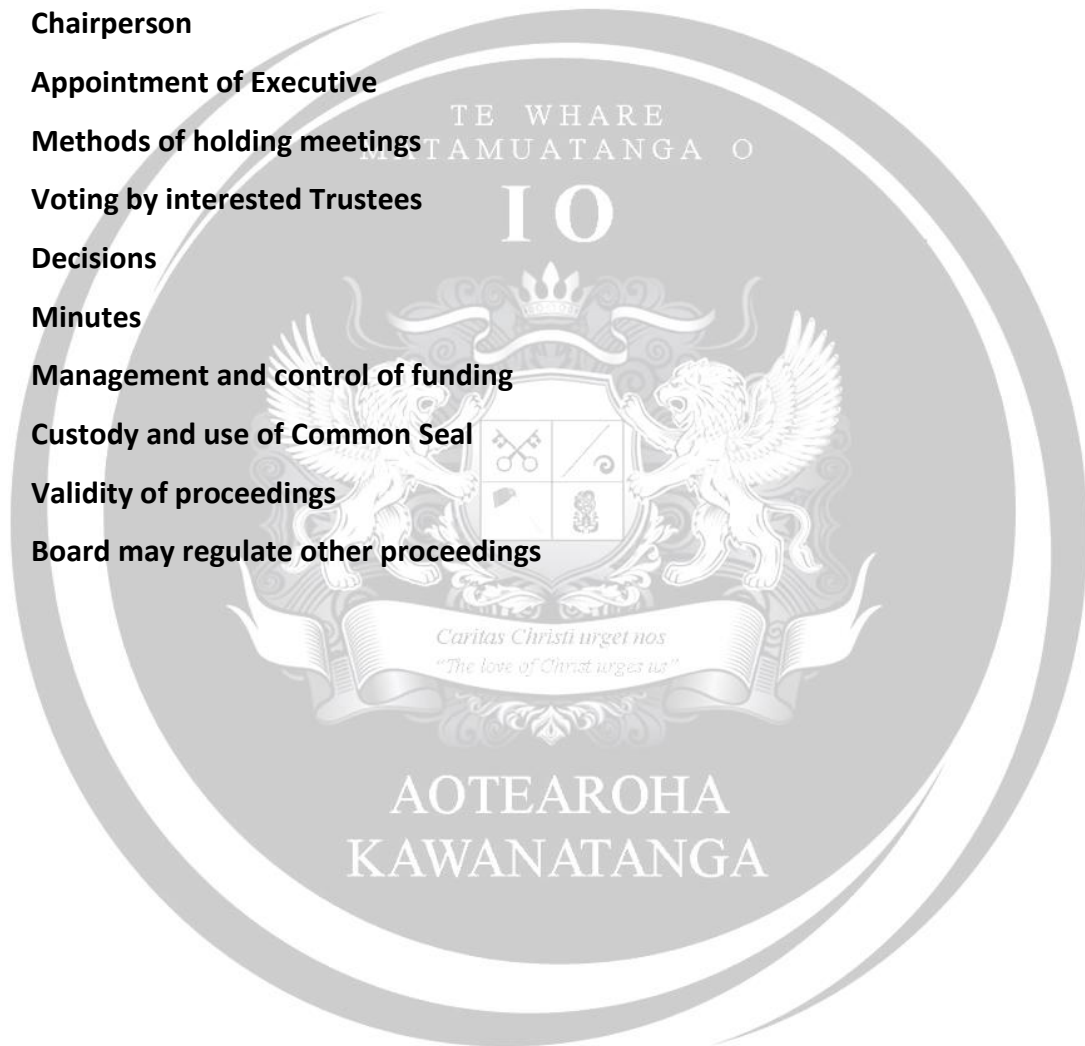 Chairperson
Appointment of Executive
Methods of holding meetings
Voting by interested Trustees
Decisions
Minutes
Management and control of funding
Custody and use of Common Seal
Validity of proceedings
Board may regulate other proceedings
TE WHARE
MATAMUATANGA O
IO
Caritas Christi urget nos
"The love of Christ urges us"
AOTEAROHA
KAWANATANGA